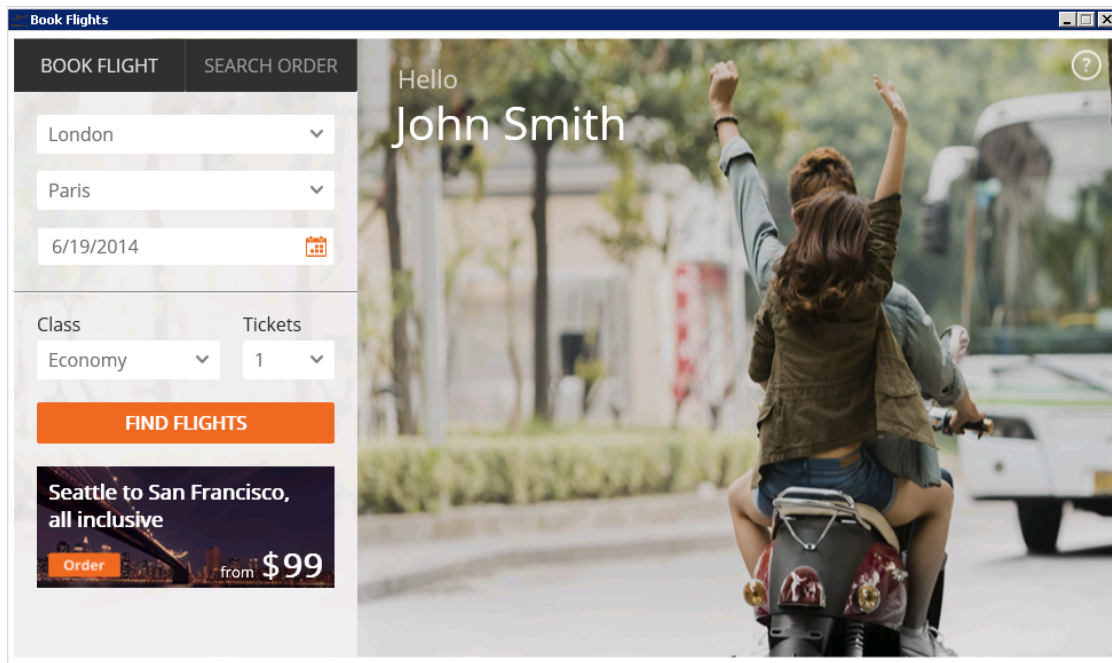 Book Flights
BOOK FLIGHT
SEARCH ORDER
London
Paris
6/19/2014
Class
Tickets
Economy
1
FIND FLIGHTS
Seattle to San Francisco,
all inclusive
Order
from $99
Hello
John Smith
?